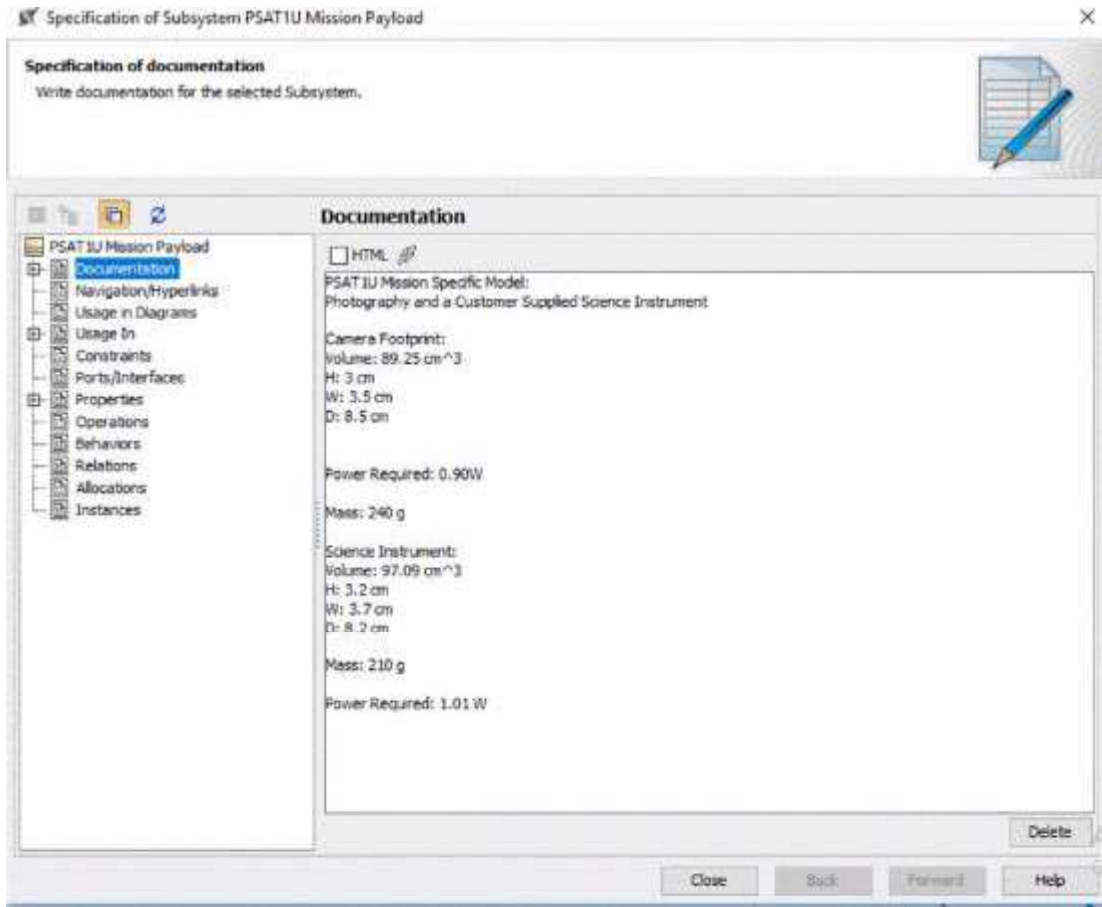 Specification of Subsystem PSAT1U Mission Payload
Specification of documentation
Write documentation for the selected Subsystem.
PSAT1U Mission Payload
Documentation
Navigation/Hyperlinks
Usage in Diagrams
Usage In
Constraints
Ports/Interfaces
Properties
Operations
Behaviors
Relations
Allocations
Instances
Documentation
HTML
PSAT1U Mission Specific Model:
Photography and a Customer Supplied Science Instrument
Camera Footprint:
Volume: 89.25 cm^3
H: 3 cm
W: 3.5 cm
D: 8.5 cm
Power Required: 0.90W
Mass: 240 g
Science Instrument:
Volume: 97.09 cm^3
H: 3.2 cm
W: 3.7 cm
D: 8.2 cm
Mass: 210 g
Power Required: 1.01 W
Delete
Close
Back
Forward
Help